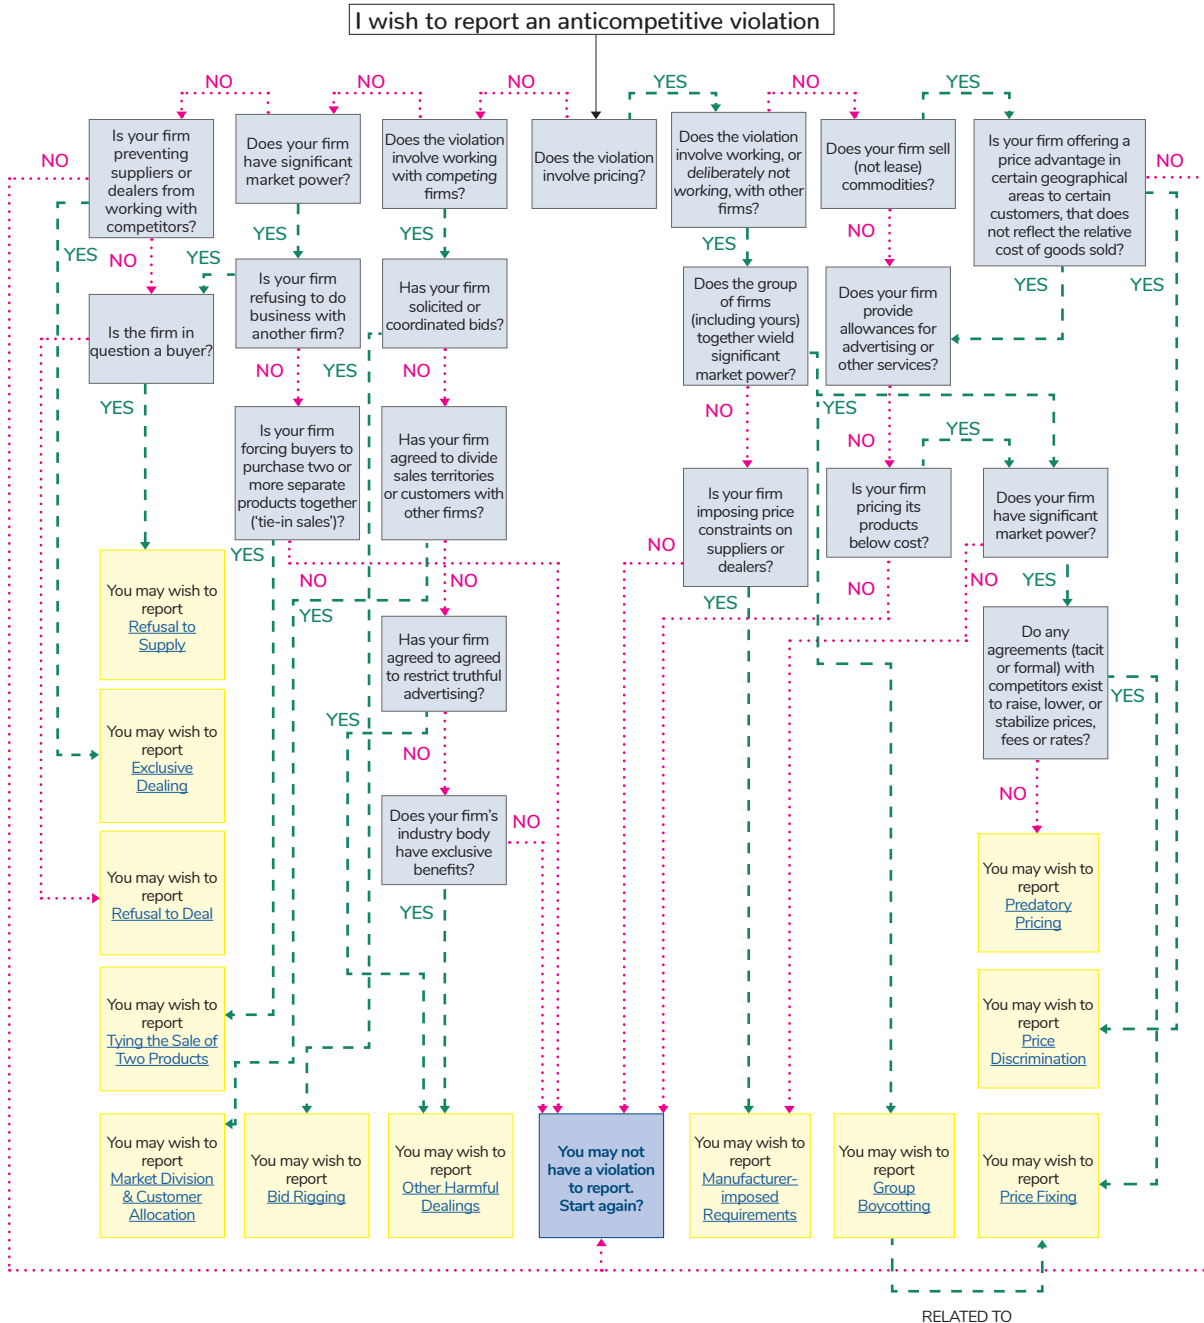 I wish to report an anticompetitive violation
NO
NO
NO
YES
NO
YES
Is your firm
preventing
suppliers or
dealers from
working with
competitors?
Does your firm
have significant
market power?
Does the violation
involve working
with competing
firms?
Does the violation
involve pricing?
Does the violation
involve working, or
deliberately not
working, with other
firms?
Does your firm sell
(not lease)
commodities?
Is your firm offering a
price advantage in
certain geographical
areas to certain
customers, that does
not reflect the relative
cost of goods sold?
NO
NO
YES
NO
YES
YES
YES
YES
NO
YES
YES
Is the firm in
question a buyer?
Is your firm
refusing to do
business with
another firm?
Has your firm
solicited or
coordinated bids?
Does the group
of firms
(including yours)
together wield
significant
market power?
Does your firm
provide
allowances for
advertising or
other services?
YES
NO
YES
NO
NO
YES
NO
YES
Is your firm
forcing buyers to
purchase two or
more separate
products together
(‘tie-in sales’)?
Has your firm
agreed to divide
sales territories
or customers with
other firms?
Is your firm
imposing price
constraints on
suppliers or
dealers?
Is your firm
pricing its
products
below cost?
Does your firm
have significant
market power?
YES
NO
NO
YES
NO
YES
NO
NO
YES
You may wish to
report
Refusal to
Supply
Has your firm
agreed to agreed
to restrict truthful
advertising?
Do any
agreements (tacit
or formal) with
competitors exist
to raise, lower, or
stabilize prices,
fees or rates?
YES
YES
NO
NO
You may wish to
report
Exclusive
Dealing
Does your firm's
industry body
have exclusive
benefits?
NO
YES
You may wish to
report
Refusal to Deal
You may wish to
report
Predatory
Pricing
You may wish to
report
Tying the Sale of
Two Products
You may wish to
report
Price
Discrimination
You may wish to
report
Market Division
& Customer
Allocation
You may wish to
report
Bid Rigging
You may wish to
report
Other Harmful
Dealings
You may not
have a violation
to report.
Start again?
You may wish to
report
Manufacturer-
imposed
Requirements
You may wish to
report
Group
Boycotting
You may wish to
report
Price Fixing
RELATED TO